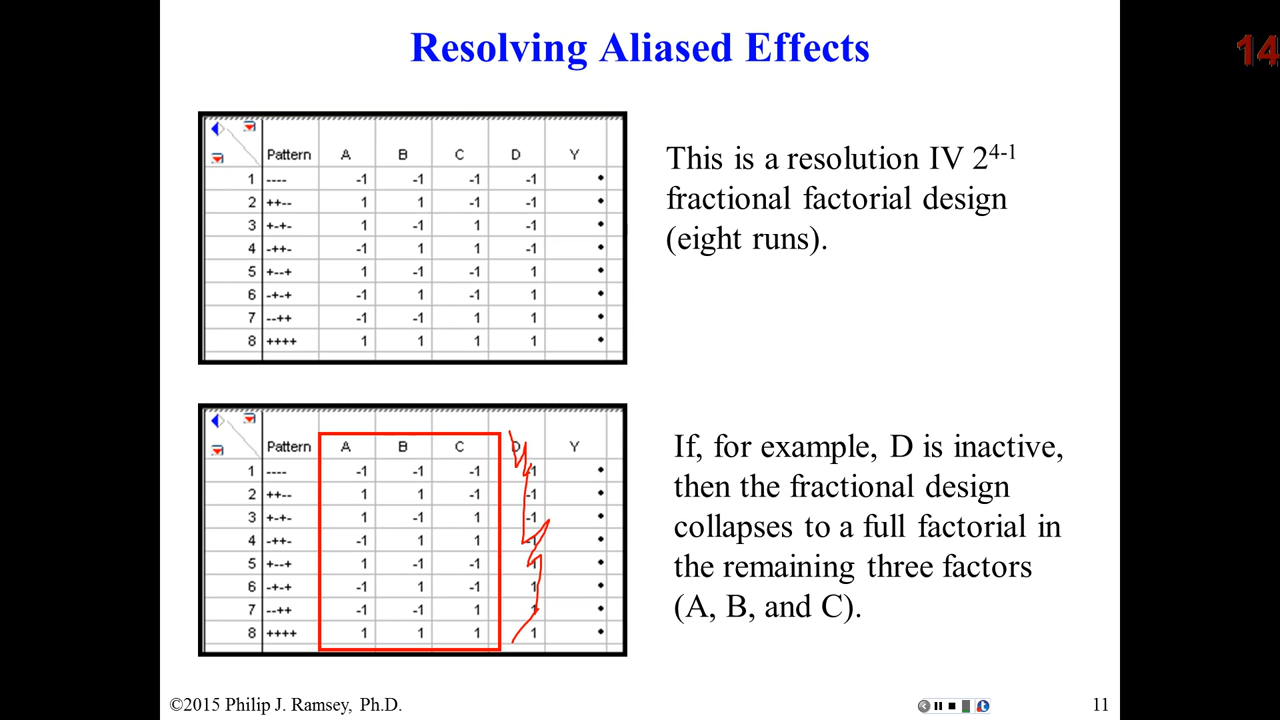 Resolving Aliased Effects
14
Pattern A B C D Y
1 ---- -1 -1 -1 -1 •
2 ++-- 1 1 -1 -1 •
3 +-+- 1 -1 1 -1 •
4 -++- -1 1 1 -1 •
5 +--+ 1 -1 -1 1 •
6 -+-+ -1 1 -1 1 •
7 --++ -1 -1 1 1 •
8 ++++ 1 1 1 1 •
This is a resolution IV 2^4-1
fractional factorial design
(eight runs).
Pattern A B C D Y
1 ---- -1 -1 -1 -1 •
2 ++-- 1 1 -1 -1 •
3 +-+- 1 -1 1 -1 •
4 -++- -1 1 1 -1 •
5 +--+ 1 -1 -1 1 •
6 -+-+ -1 1 -1 1 •
7 --++ -1 -1 1 1 •
8 ++++ 1 1 1 1 •
If, for example, D is inactive,
then the fractional design
collapses to a full factorial in
the remaining three factors
(A, B, and C).
©2015 Philip J. Ramsey, Ph.D.
11